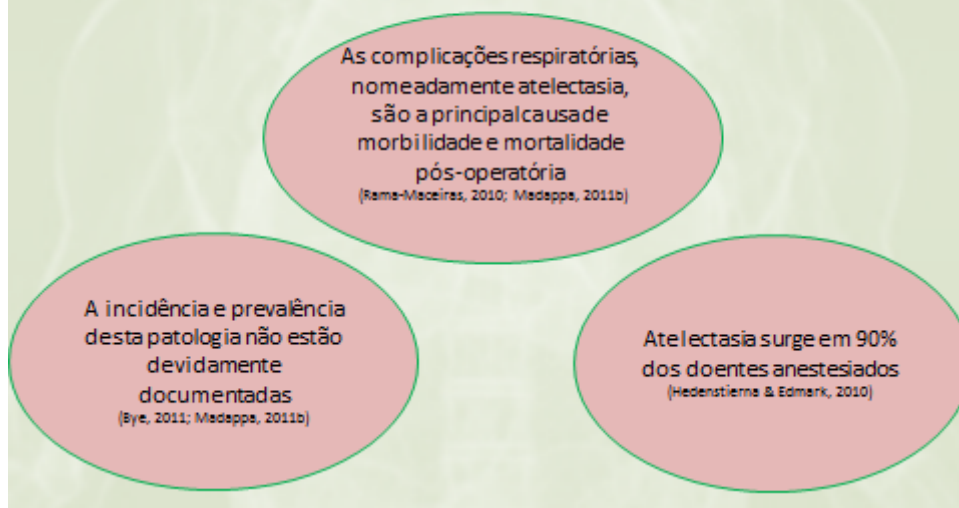 As complicações respiratórias,
nomeadamente atelectasia,
são a principal causa de
morbilidade e mortalidade
pós-operatória
(Rama-Maceiras, 2010; Madappa, 2011b)
A incidência e prevalência
desta patologia não estão
devidamente
documentadas
(Bye, 2011; Madappa, 2011b)
Atelectasia surge em 90%
dos doentes anestesiados
(Hedenstierna & Edmark, 2010)